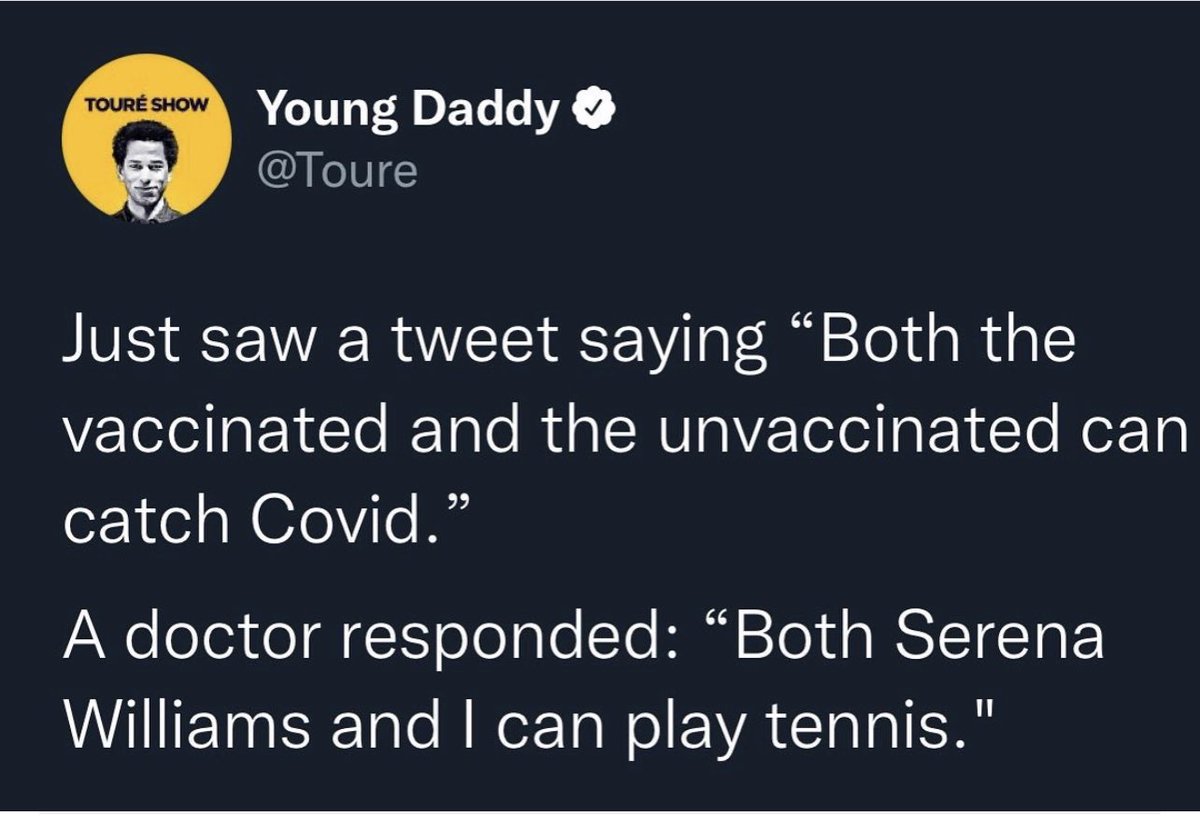 TOURÉ SHOW
Young Daddy
@Toure
Just saw a tweet saying “Both the
vaccinated and the unvaccinated can
catch Covid.”
A doctor responded: “Both Serena
Williams and I can play tennis."